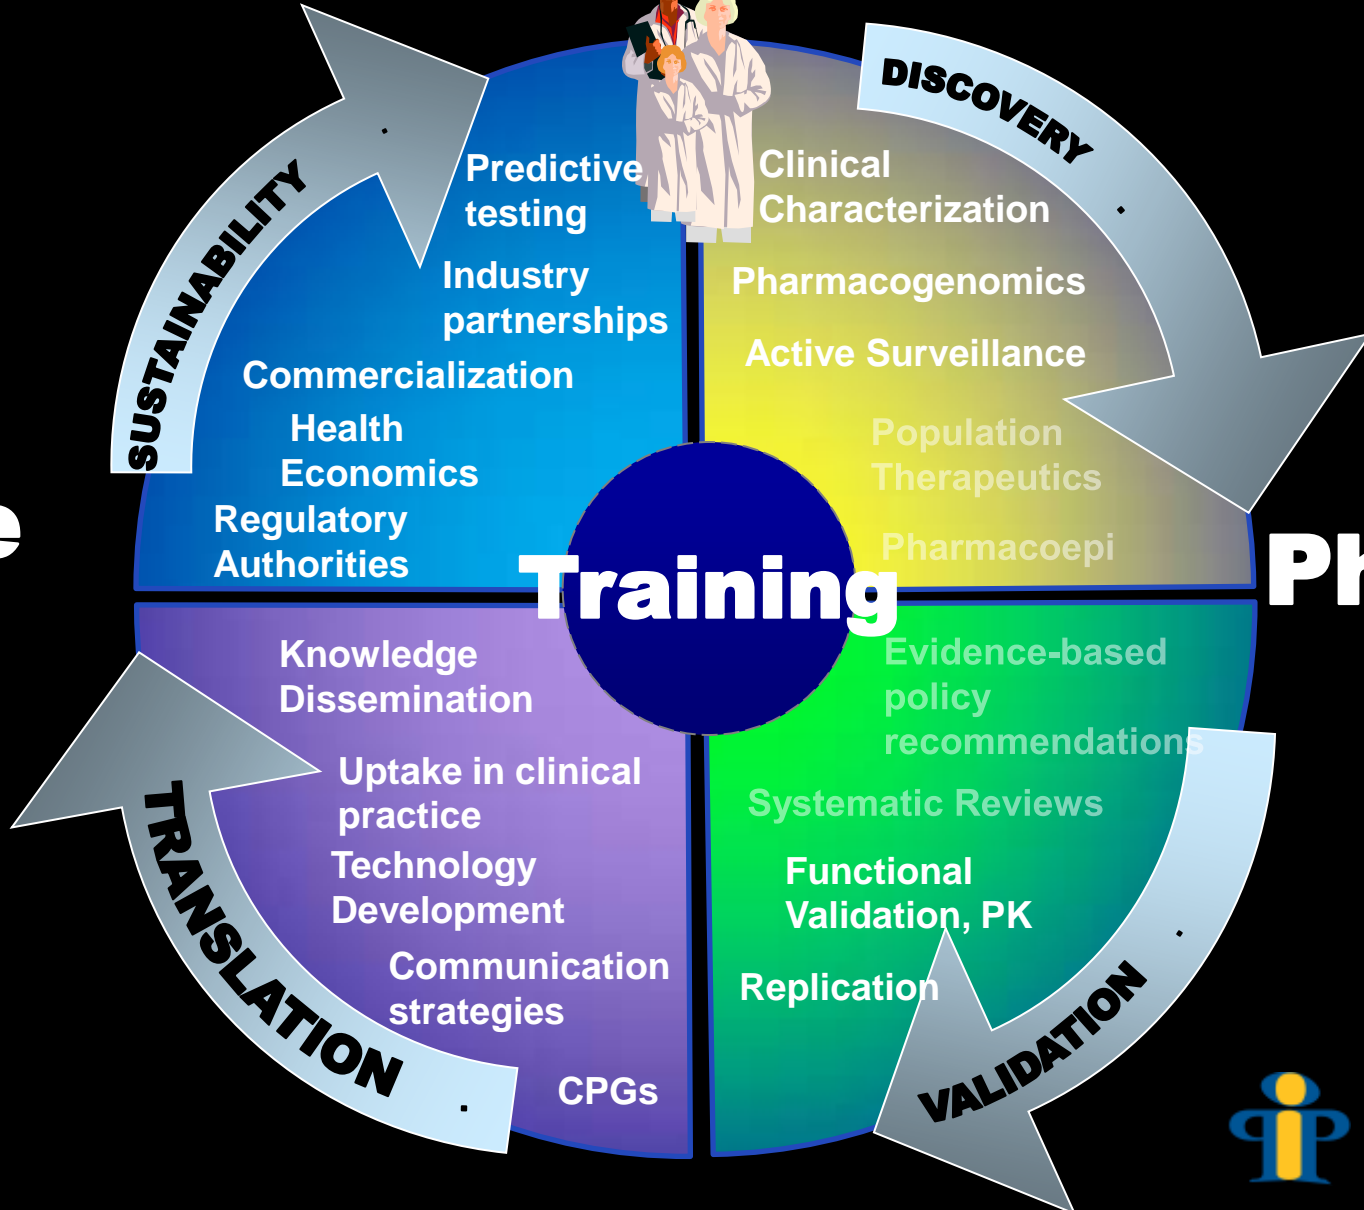 DISCOVERY
Clinical
Characterization
Pharmacogenomics
Active Surveillance
Population
Therapeutics
Pharmacoepi
Evidence-based
policy
recommendations
Systematic Reviews
Functional
Validation, PK
Replication
VALIDATION
TRANSLATION
Knowledge
Dissemination
Uptake in clinical
practice
Technology
Development
Communication
strategies
CPGs
SUSTAINABILITY
Predictive
testing
Industry
partnerships
Commercialization
Health
Economics
Regulatory
Authorities
Training
e
Ph